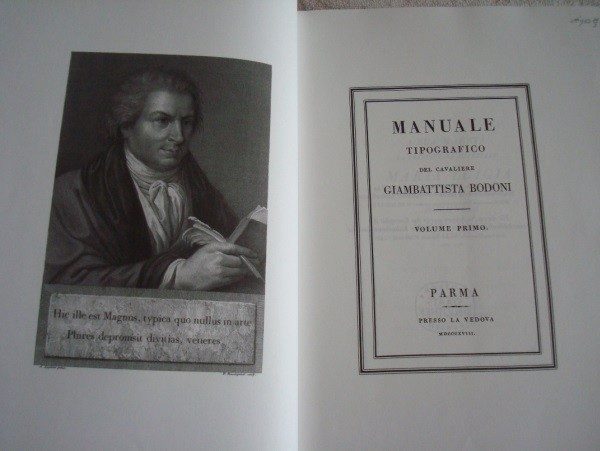 Hic ille est Magnus, typica quo nullus in arte
Plures depromsit divitias, veneres
MANUALE
TIPOGRAFICO
DEL CAVALIERE
GIAMBATTISTA BODONI
VOLUME PRIMO.
PARMA
PRESSO LA VEDOVA
MDCCCXVIII.